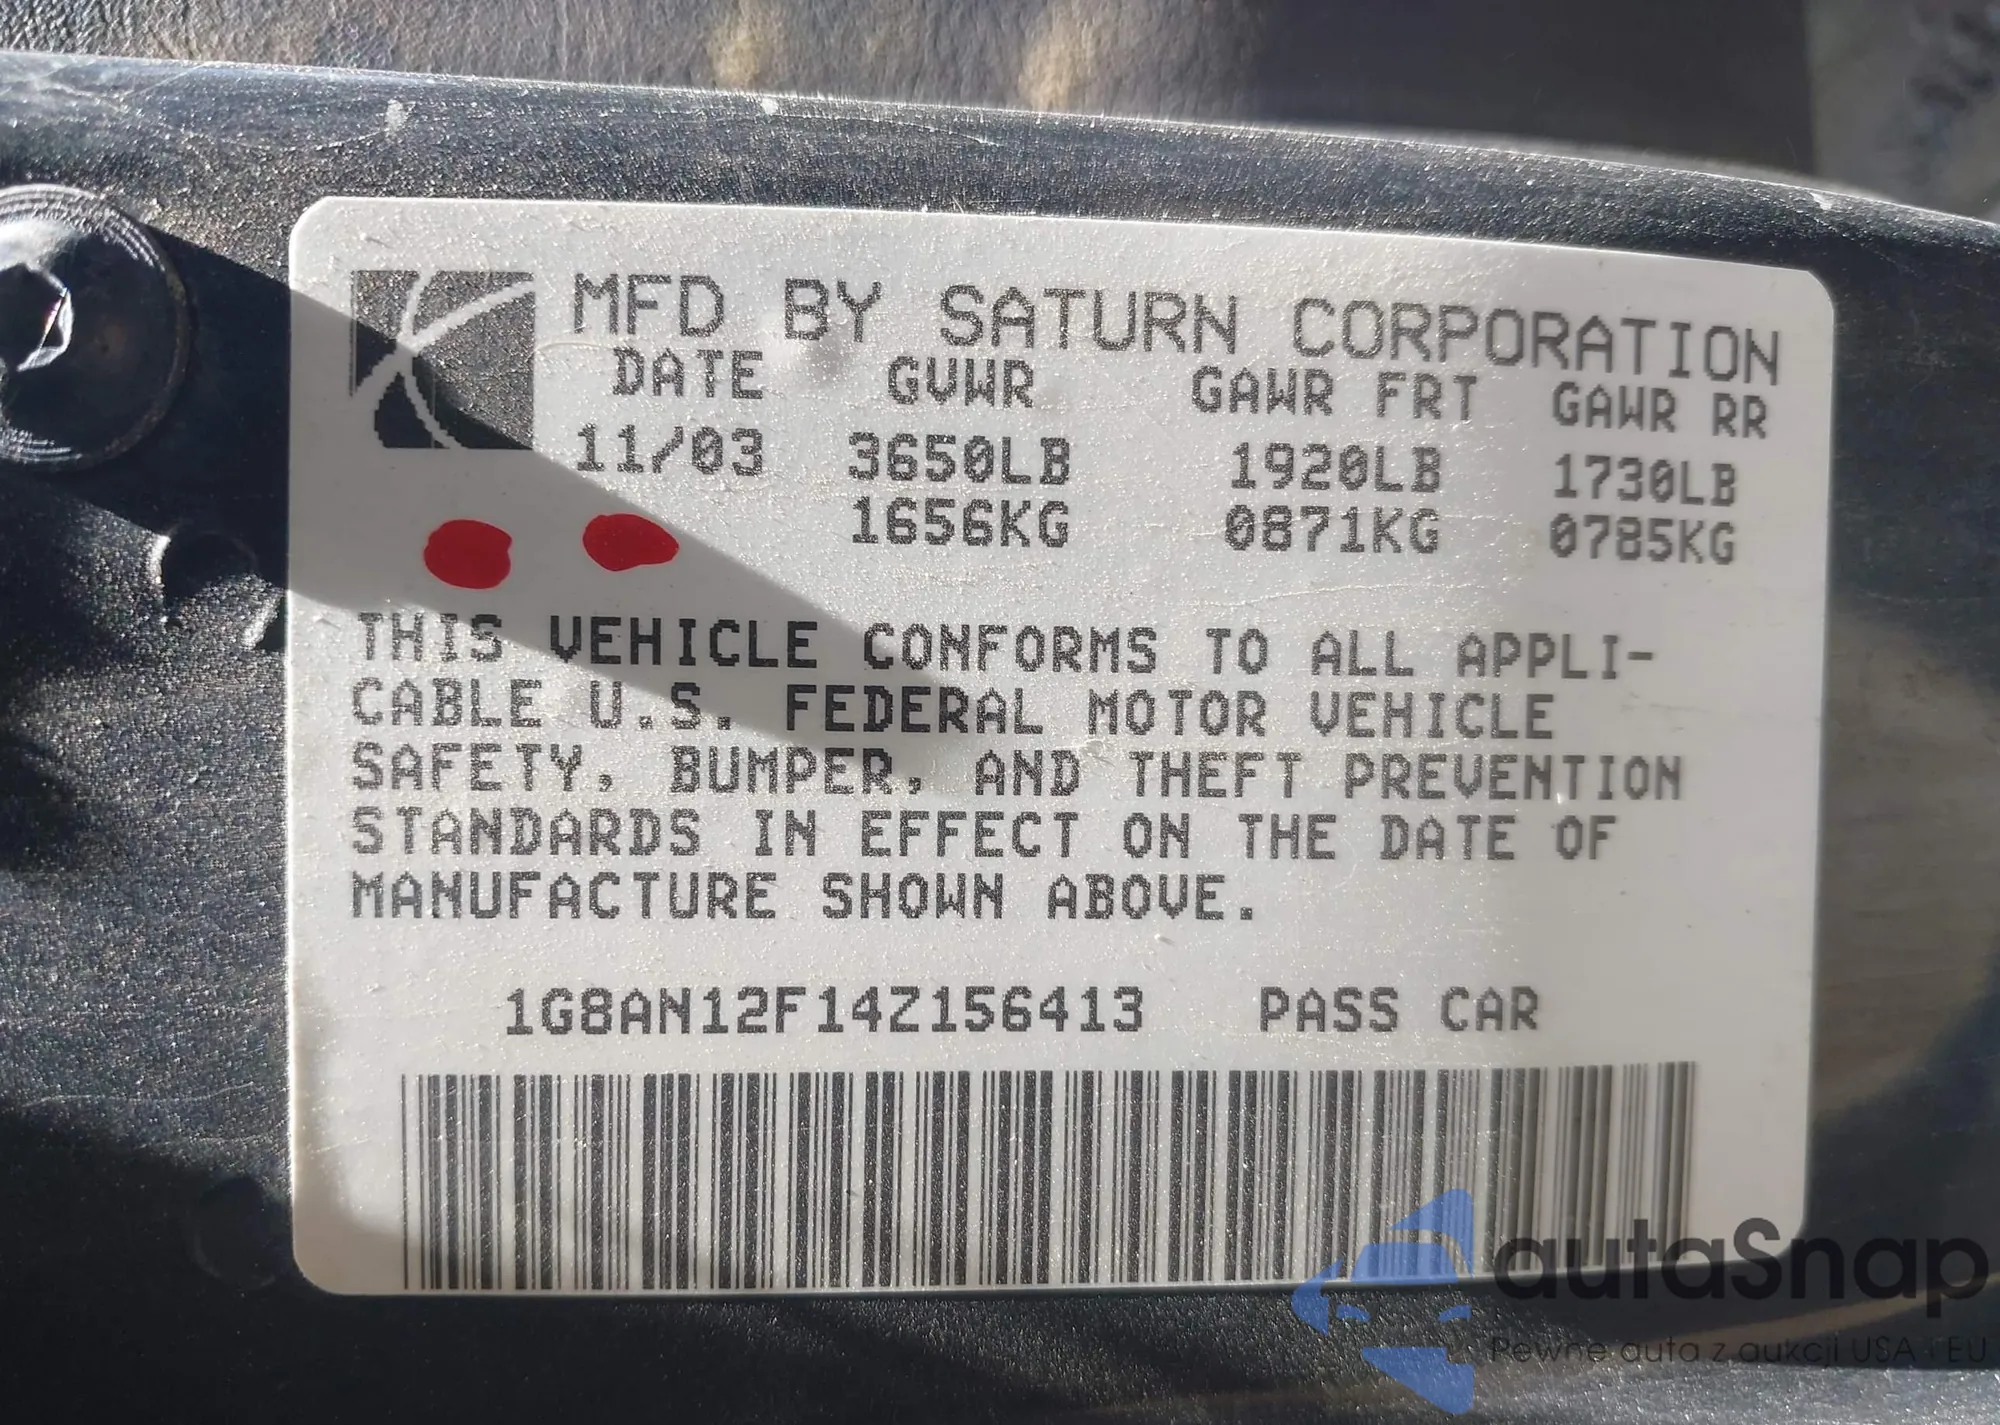 MFD BY SATURN CORPORATION
DATE GVWR GAWR FRT GAWR RR
11/03 3650LB 1920LB 1730LB
1656KG 0871KG 0785KG
THIS VEHICLE CONFORMS TO ALL APPLI-
CABLE U.S. FEDERAL MOTOR VEHICLE
SAFETY, BUMPER, AND THEFT PREVENTION
STANDARDS IN EFFECT ON THE DATE OF
MANUFACTURE SHOWN ABOVE.
1G8AN12F14Z156413 PASS CAR
autaSnap
Pewne auta z aukcji USA i EU